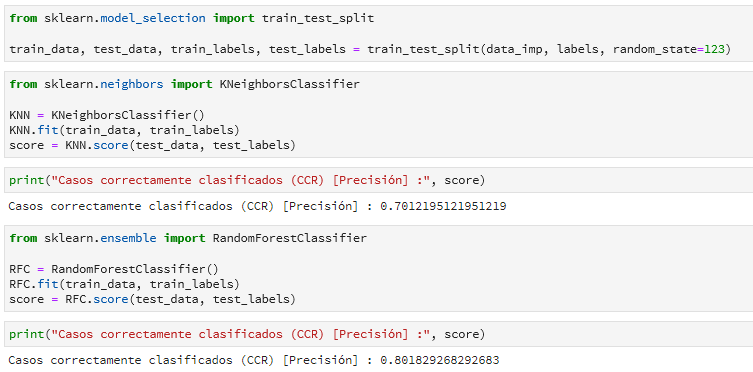 from sklearn.model_selection import train_test_split
train_data, test_data, train_labels, test_labels = train_test_split(data_imp, labels, random_state=123)
from sklearn.neighbors import KNeighborsClassifier
KNN = KNeighborsClassifier()
KNN.fit(train_data, train_labels)
score = KNN.score(test_data, test_labels)
print("Casos correctamente clasificados (CCR) [Precisión] :", score)
Casos correctamente clasificados (CCR) [Precisión] : 0.7012195121951219
from sklearn.ensemble import RandomForestClassifier
RFC = RandomForestClassifier()
RFC.fit(train_data, train_labels)
score = RFC.score(test_data, test_labels)
print("Casos correctamente clasificados (CCR) [Precisión] :", score)
Casos correctamente clasificados (CCR) [Precisión] : 0.801829268292683